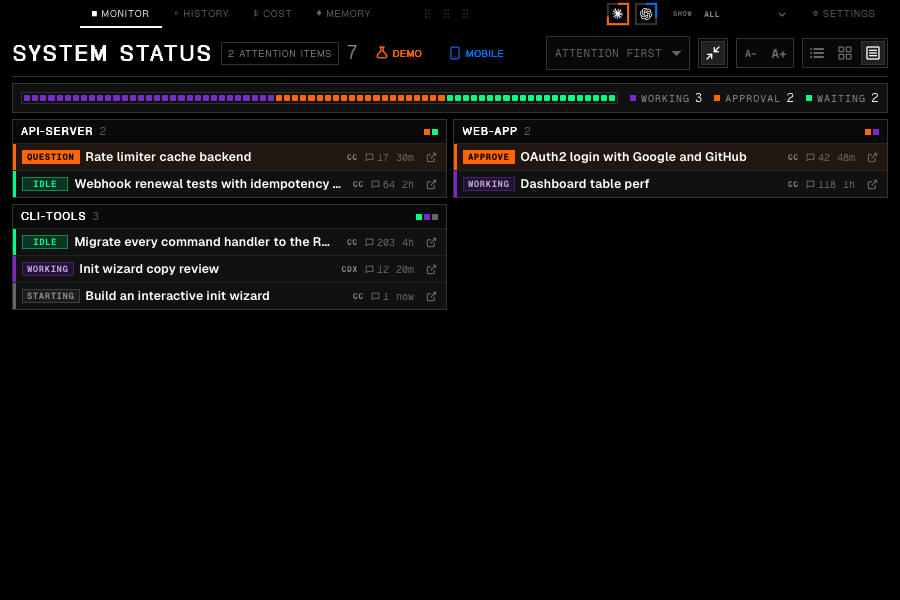 MONITOR HISTORY $ COST MEMORY SHOW ALL SETTINGS
SYSTEM STATUS 2 ATTENTION ITEMS 7 DEMO MOBILE ATTENTION FIRST A- A+
WORKING 3 APPROVAL 2 WAITING 2
API-SERVER 2
QUESTION Rate limiter cache backend CC 17 30m
IDLE Webhook renewal tests with idempotency … CC 64 2h
WEB-APP 2
APPROVE OAuth2 login with Google and GitHub CC 42 48m
WORKING Dashboard table perf CC 118 1h
CLI-TOOLS 3
IDLE Migrate every command handler to the R… CC 203 4h
WORKING Init wizard copy review CDX 12 20m
STARTING Build an interactive init wizard CC 1 now